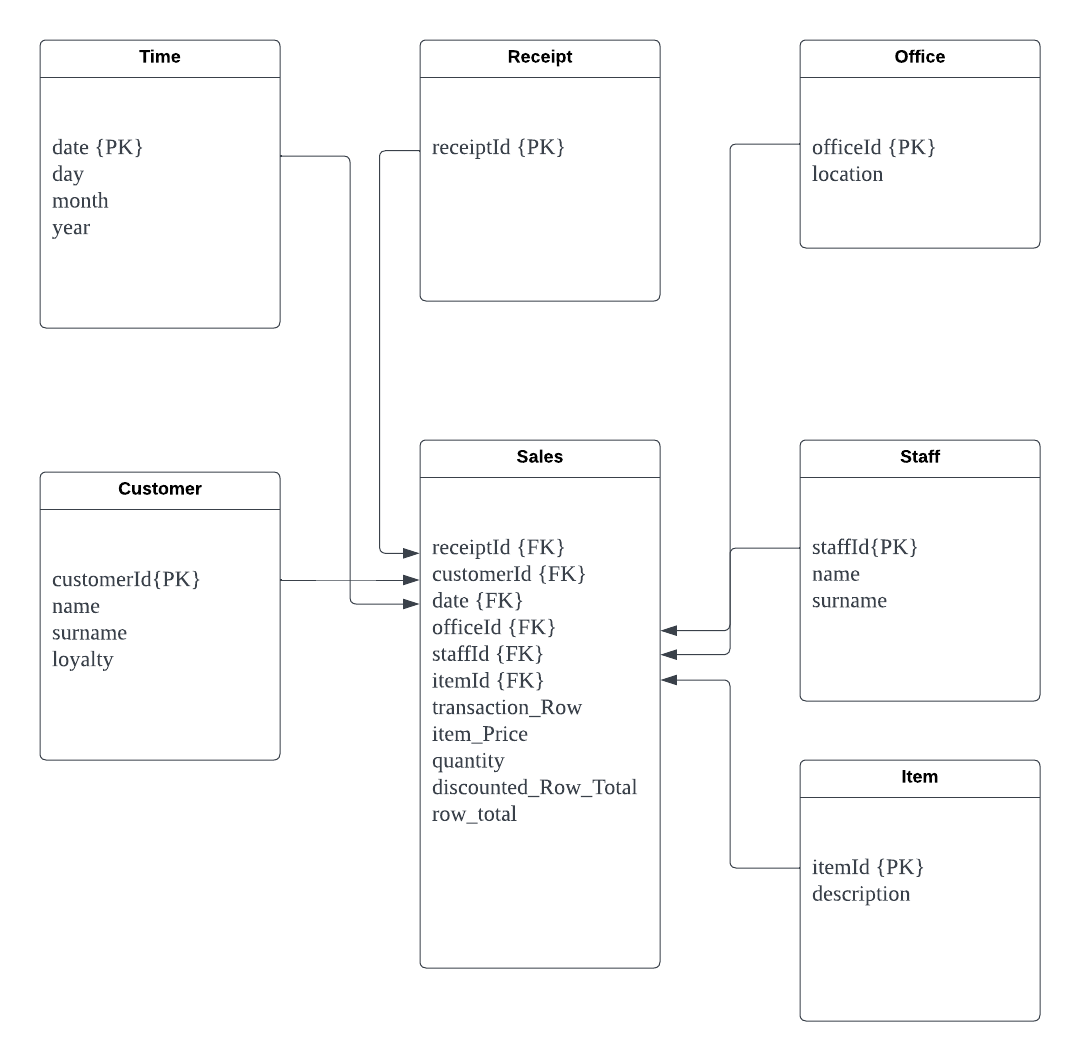 Time
date {PK}
day
month
year
Receipt
receiptId {PK}
Office
officeId {PK}
location
Customer
customerId{PK}
name
surname
loyalty
Sales
receiptId {FK}
customerId {FK}
date {FK}
officeId {FK}
staffId {FK}
itemId {FK}
transaction_Row
item_Price
quantity
discounted_Row_Total
row_total
Staff
staffId{PK}
name
surname
Item
itemId {PK}
description